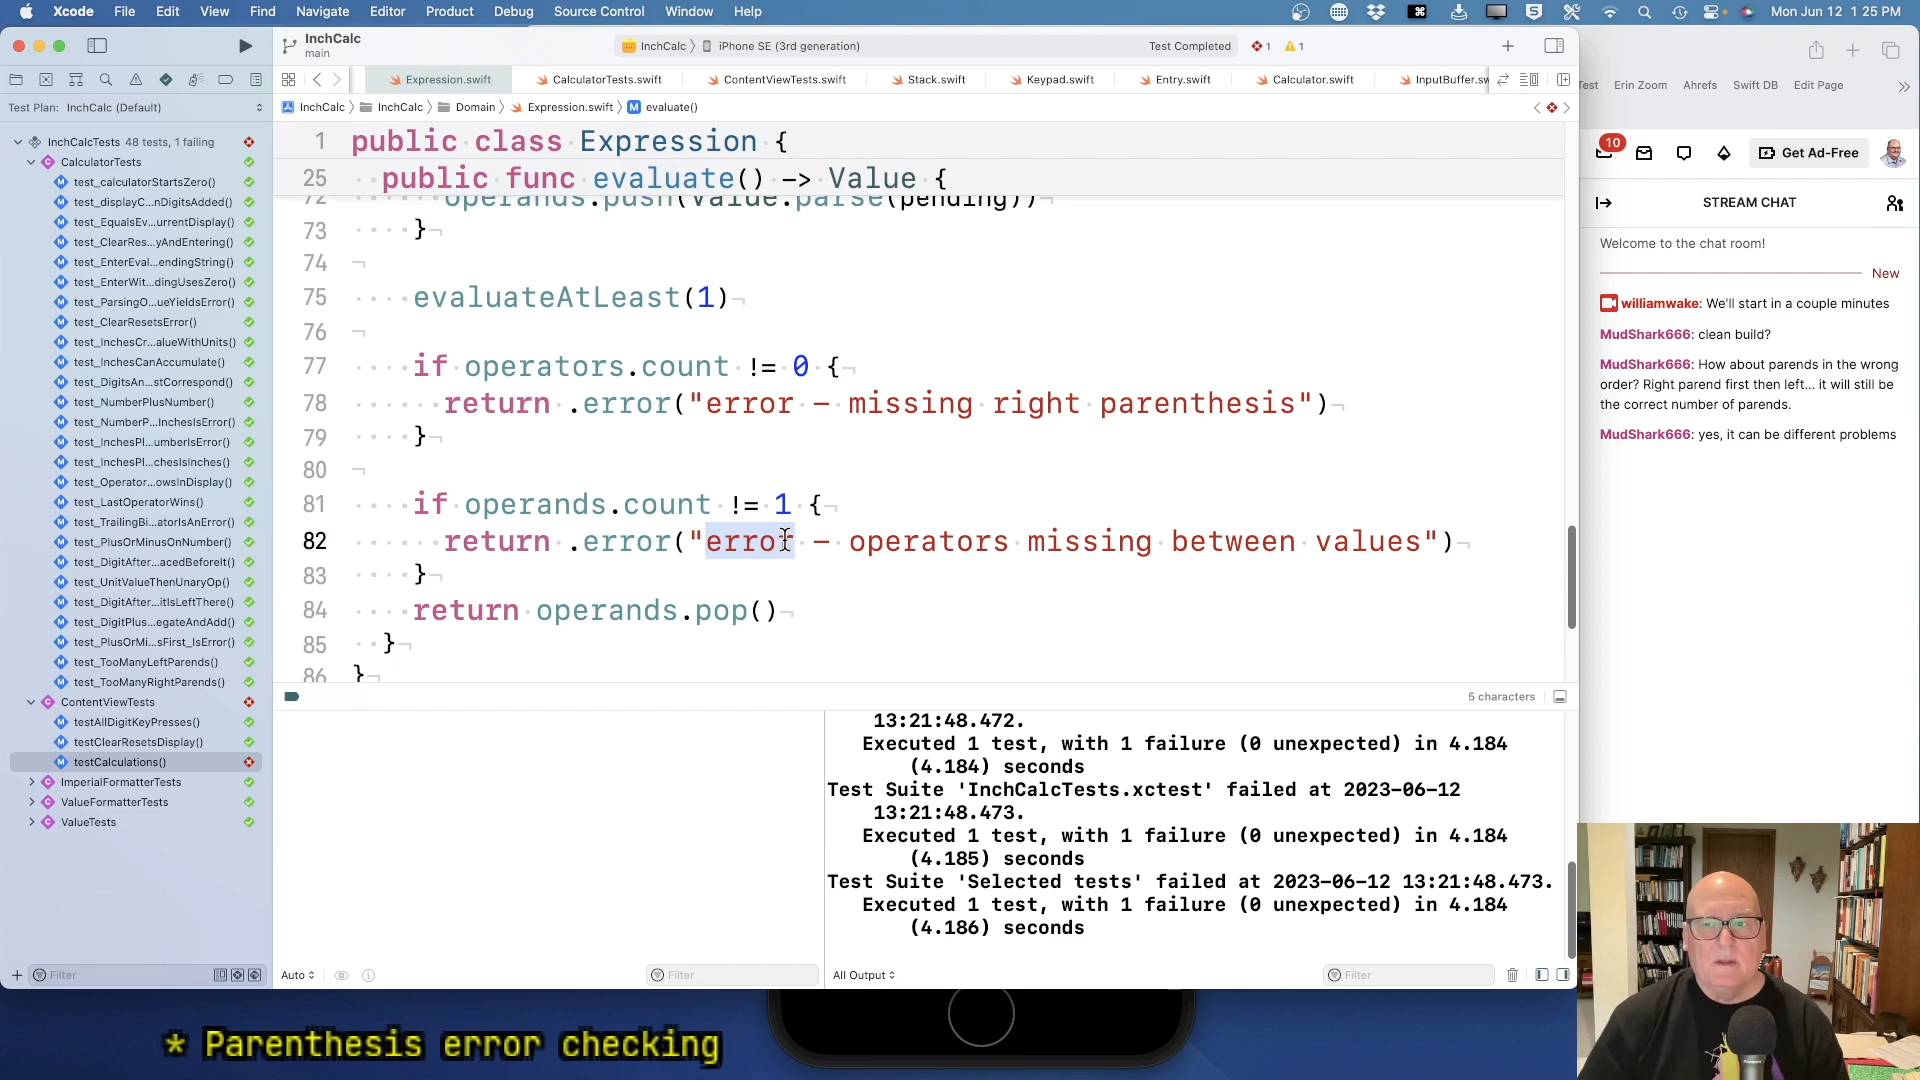 Xcode File Edit View Find Navigate Editor Product Debug Source Control Window Help
Mon Jun 12 1:25 PM
InchCalc
main
InchCalc 〉 iPhone SE (3rd generation)
Test Completed 1 1
Expression.swift CalculatorTests.swift ContentViewTests.swift Stack.swift Keypad.swift Entry.swift Calculator.swift InputBuffer.sw
Test Plan: InchCalc (Default)
InchCalc 〉 InchCalc 〉 Domain 〉 Expression.swift 〉 M evaluate()
InchCalcTests 48 tests, 1 failing
CalculatorTests
test_calculatorStartsZero()
test_displayC...nDigitsAdded()
test_EqualsEv...urrentDisplay()
test_ClearRes...yAndEntering()
test_EnterEval...endingString()
test_EnterWit...dingUsesZero()
test_ParsingO...ueYieldsError()
test_ClearResetsError()
test_InchesCr...alueWithUnits()
test_InchesCanAccumulate()
test_DigitsAn...stCorrespond()
test_NumberPlusNumber()
test_NumberP...InchesIsError()
test_InchesPl...umberIsError()
test_InchesPl...chesIsInches()
test_Operator...owsInDisplay()
test_LastOperatorWins()
test_TrailingBi...atorIsAnError()
test_PlusOrMinusOnNumber()
test_DigitAfter...acedBeforeIt()
test_UnitValueThenUnaryOp()
test_DigitAfter...itIsLeftThere()
test_DigitPlus...egateAndAdd()
test_PlusOrMi...sFirst_IsError()
test_TooManyLeftParends()
test_TooManyRightParends()
ContentViewTests
testAllDigitKeyPresses()
testClearResetsDisplay()
testCalculations()
ImperialFormatterTests
ValueFormatterTests
ValueTests
Filter
1 public class Expression {
25 public func evaluate() -> Value {
72 operands.push(Value.parse(pending))
73 }
74
75 evaluateAtLeast(1)
76
77 if operators.count != 0 {
78 return .error("error – missing right parenthesis")
79 }
80
81 if operands.count != 1 {
82 return .error("error – operators missing between values")
83 }
84 return operands.pop()
85 }
86 }
5 characters
13:21:48.472.
Executed 1 test, with 1 failure (0 unexpected) in 4.184
(4.184) seconds
Test Suite 'InchCalcTests.xctest' failed at 2023-06-12
13:21:48.473.
Executed 1 test, with 1 failure (0 unexpected) in 4.184
(4.185) seconds
Test Suite 'Selected tests' failed at 2023-06-12 13:21:48.473.
Executed 1 test, with 1 failure (0 unexpected) in 4.184
(4.186) seconds
Auto
Filter
All Output
Filter
Erin Zoom Ahrefs Swift DB Edit Page
10
Get Ad-Free
STREAM CHAT
Welcome to the chat room!
New
williamwake: We'll start in a couple minutes
MudShark666: clean build?
MudShark666: How about parends in the wrong
order? Right parend first then left... it will still be
the correct number of parends.
MudShark666: yes, it can be different problems
* Parenthesis error checking